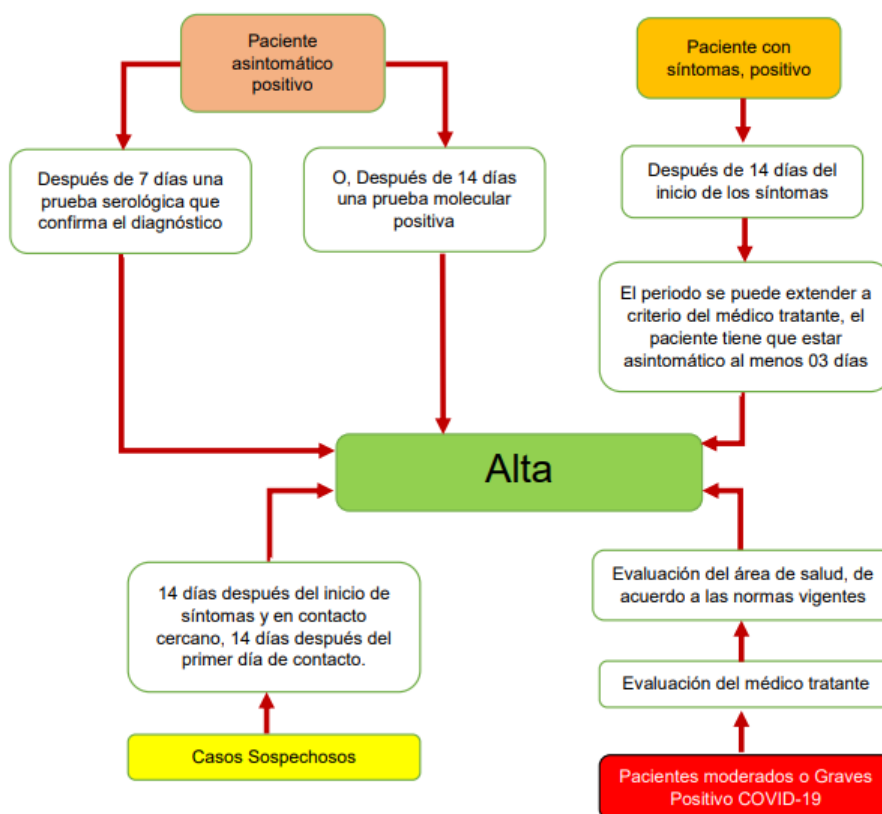 Paciente
asintomático
positivo
Paciente con
síntomas, positivo
Después de 7 días una
prueba serológica que
confirma el diagnóstico
O, Después de 14 días
una prueba molecular
positiva
Después de 14 días del
inicio de los síntomas
El periodo se puede extender a
criterio del médico tratante, el
paciente tiene que estar
asintomático al menos 03 días
Alta
14 días después del inicio de
síntomas y en contacto
cercano, 14 días después del
primer día de contacto.
Evaluación del área de salud, de
acuerdo a las normas vigentes
Evaluación del médico tratante
Casos Sospechosos
Pacientes moderados o Graves
Positivo COVID-19